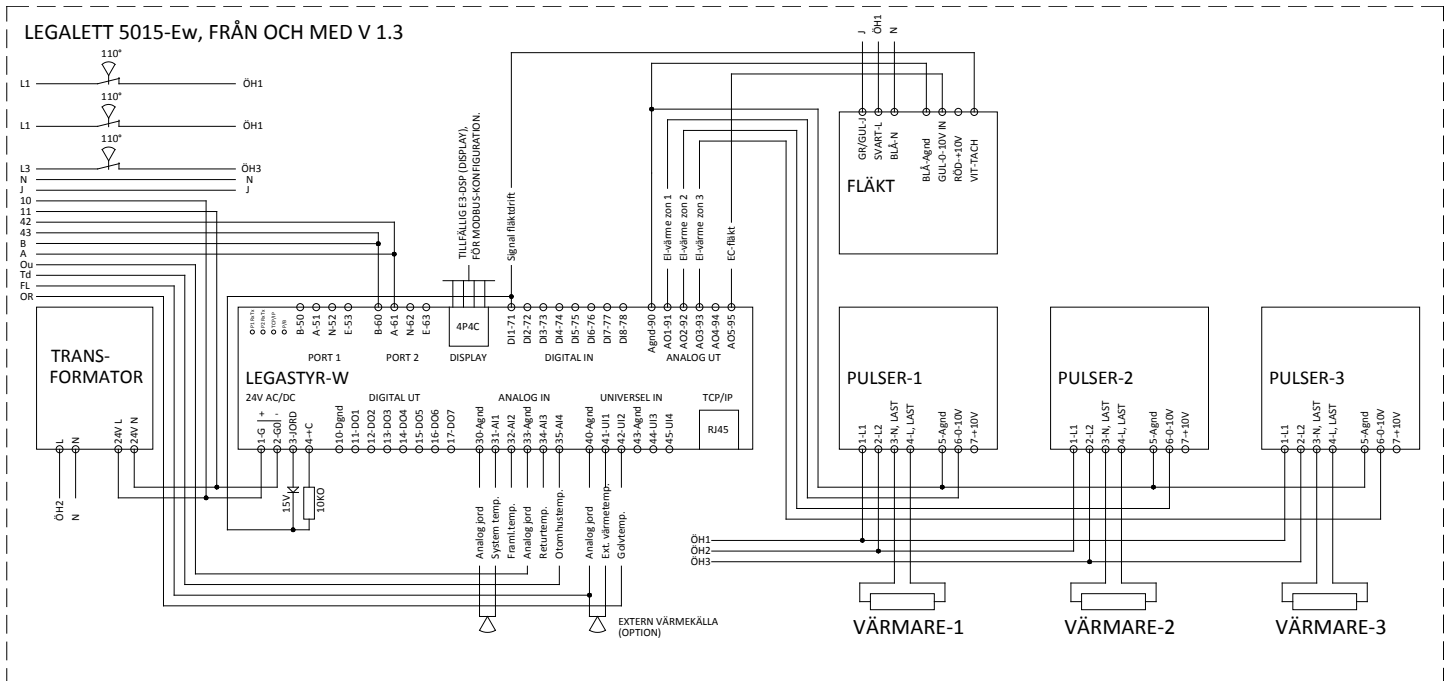 LEGALETT 5015-Ew, FRÅN OCH MED V 1.3
110°
L1
ÖH1
110°
L1
ÖH1
110°
L3
ÖH3
N
N
J
J
10
11
42
43
B
A
Ou
Td
FL
OR
TRANS-
FORMATOR
L
N
24V L
24V N
ÖH2
N
TILLFÄLLIG E3-DSP (DISPLAY),
FÖR MODBUS-KONFIGURATION.
Signal fläktdrift
El-värme zon 1
El-värme zon 2
El-värme zon 3
EC-fläkt
P1 RxTx
P2 RxTx
TCP/IP
P/B
B-50
A-51
N-52
E-53
B-60
A-61
N-62
E-63
4P4C
DI1-71
DI2-72
DI3-73
DI4-74
DI5-75
DI6-76
DI7-77
DI8-78
Agnd-90
AO1-91
AO2-92
AO3-93
AO4-94
AO5-95
PORT 1
PORT 2
DISPLAY
DIGITAL IN
ANALOG UT
LEGASTYR-W
24V AC/DC
DIGITAL UT
ANALOG IN
UNIVERSEL IN
TCP/IP
RJ45
+
-
1-G
2-G0
3-JORD
4-+C
10-Dgnd
11-DO1
12-DO2
13-DO3
14-DO4
15-DO5
16-DO6
17-DO7
30-Agnd
31-AI1
32-AI2
33-Agnd
34-AI3
35-AI4
40-Agnd
41-UI1
42-UI2
43-Agnd
44-UI3
45-UI4
15V
10KO
Analog jord
System temp.
Framl.temp.
Analog jord
Returtemp.
Otomhustemp.
Analog jord
Ext. värmetemp.
Golvtemp.
EXTERN VÄRMEKÄLLA
(OPTION)
J
ÖH1
N
GR/GUL-J
SVART-L
BLÅ-N
BLÅ-Agnd
GUL-0-10V IN
RÖD-+10V
VIT-TACH
FLÄKT
PULSER-1
1-L1
2-L2
3-N, LAST
4-L, LAST
5-Agnd
6-0-10V
7-+10V
PULSER-2
1-L1
2-L2
3-N, LAST
4-L, LAST
5-Agnd
6-0-10V
7-+10V
PULSER-3
1-L1
2-L2
3-N, LAST
4-L, LAST
5-Agnd
6-0-10V
7-+10V
ÖH1
ÖH2
ÖH3
VÄRMARE-1
VÄRMARE-2
VÄRMARE-3